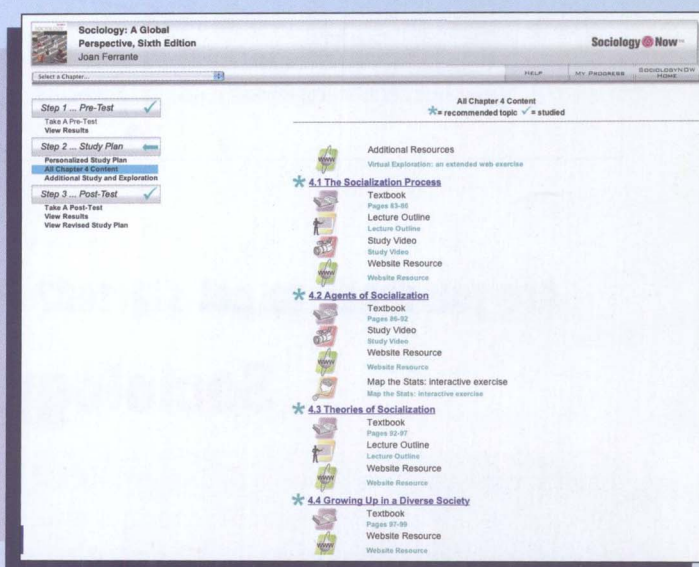 Sociology: A Global
Perspective, Sixth Edition
Joan Ferrante
Sociology Now
Select a Chapter...
HELP
MY PROGRESS
SOCIOLOGYNOW
HOME
Step 1 ... Pre-Test
Take A Pre-Test
View Results
Step 2 ... Study Plan
Personalized Study Plan
All Chapter 4 Content
Additional Study and Exploration
Step 3 ... Post-Test
Take A Post-Test
View Results
View Revised Study Plan
All Chapter 4 Content
*= recommended topic ✓= studied
www
Additional Resources
Virtual Exploration: an extended web exercise
* 4.1 The Socialization Process
Textbook
Lecture Outline
Lecture Outline
Study Video
Study Video
www
Website Resource
Website Resource
* 4.2 Agents of Socialization
Textbook
Pages 86-92
Study Video
Study Video
www
Website Resource
Website Resource
Map the Stats: interactive exercise
Map the Stats: interactive exercise
* 4.3 Theories of Socialization
Textbook
Pages 92-97
Lecture Outline
Lecture Outline
www
Website Resource
Website Resource
* 4.4 Growing Up in a Diverse Society
Textbook
Pages 97-99
www
Website Resource
Website Resource